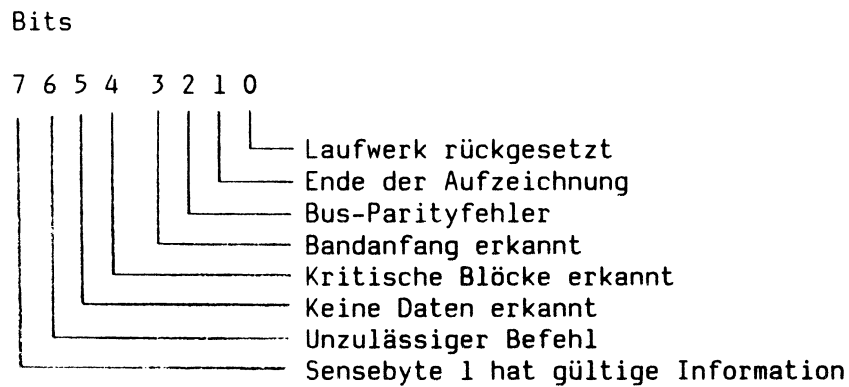 Bits
7 6 5 4 3 2 1 0
Laufwerk rückgesetzt
Ende der Aufzeichnung
Bus-Parityfehler
Bandanfang erkannt
Kritische Blöcke erkannt
Keine Daten erkannt
Unzulässiger Befehl
Sensebyte 1 hat gültige Information